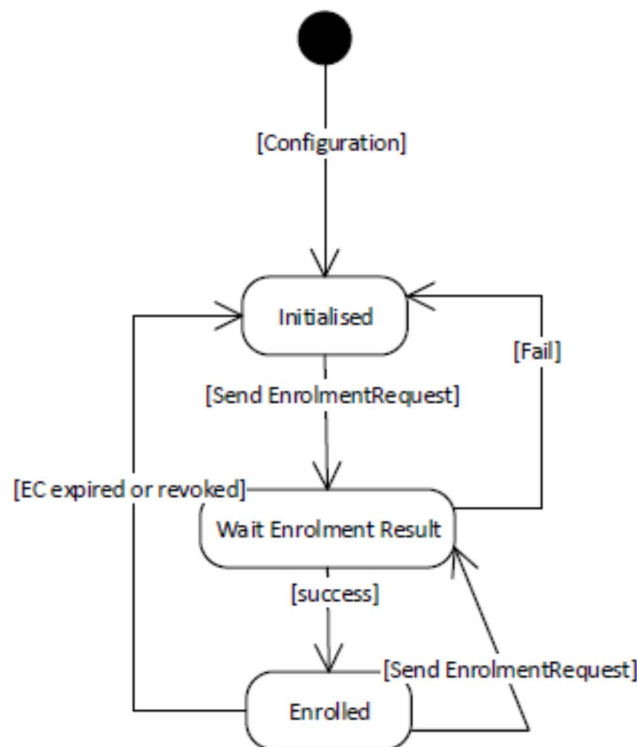 [Configuration]
Initialised
[Fail]
[Send EnrolmentRequest]
[EC expired or revoked]
Wait Enrolment Result
[success]
[Send EnrolmentRequest]
Enrolled